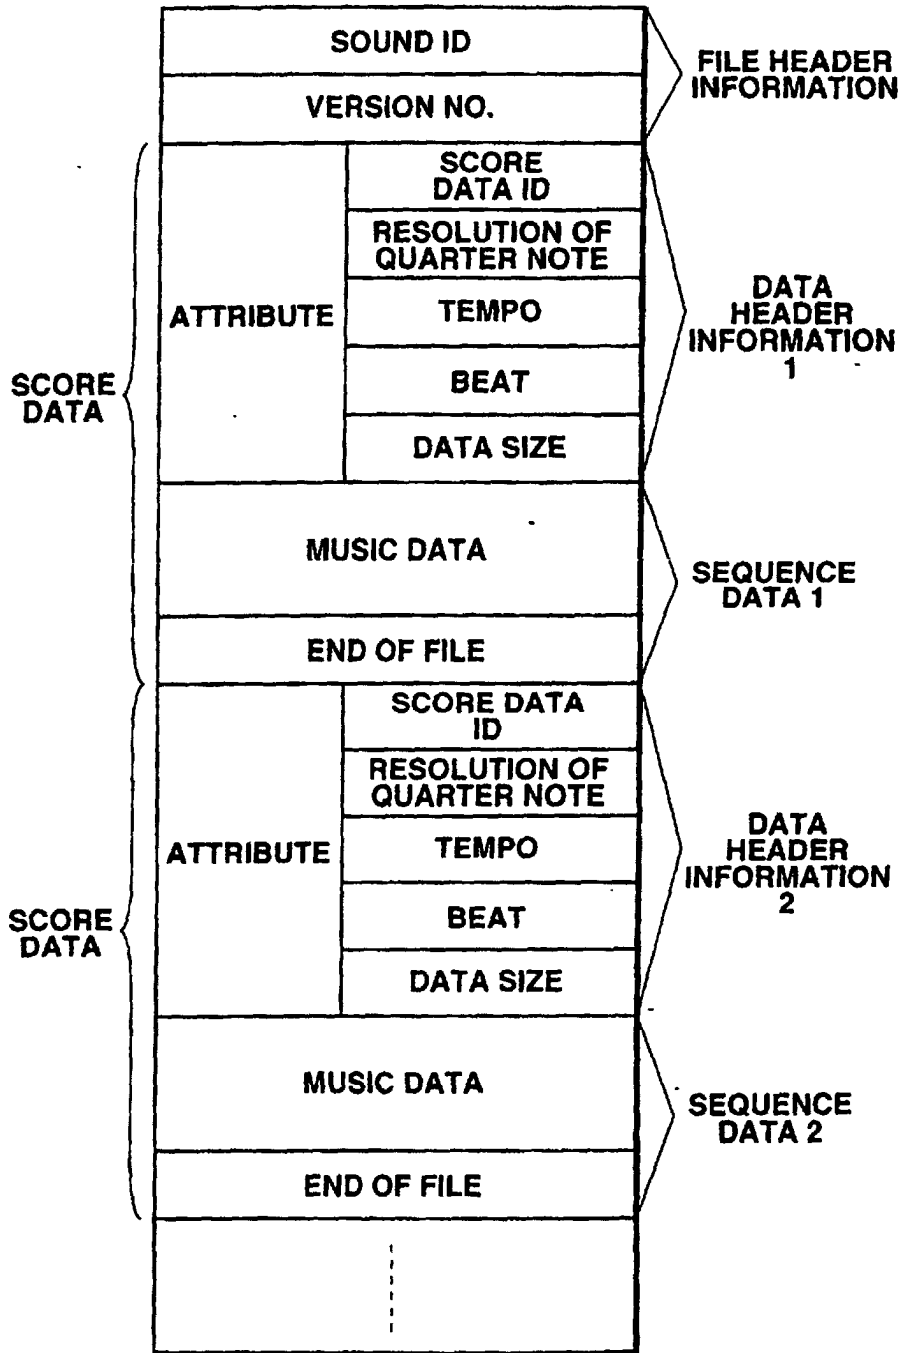 SOUND ID
VERSION NO.
FILE HEADER
INFORMATION
SCORE
DATA
ATTRIBUTE
SCORE
DATA ID
RESOLUTION OF
QUARTER NOTE
TEMPO
BEAT
DATA SIZE
DATA
HEADER
INFORMATION
1
MUSIC DATA
END OF FILE
SEQUENCE
DATA 1
SCORE
DATA
ATTRIBUTE
SCORE DATA
ID
RESOLUTION OF
QUARTER NOTE
TEMPO
BEAT
DATA SIZE
DATA
HEADER
INFORMATION
2
MUSIC DATA
END OF FILE
SEQUENCE
DATA 2